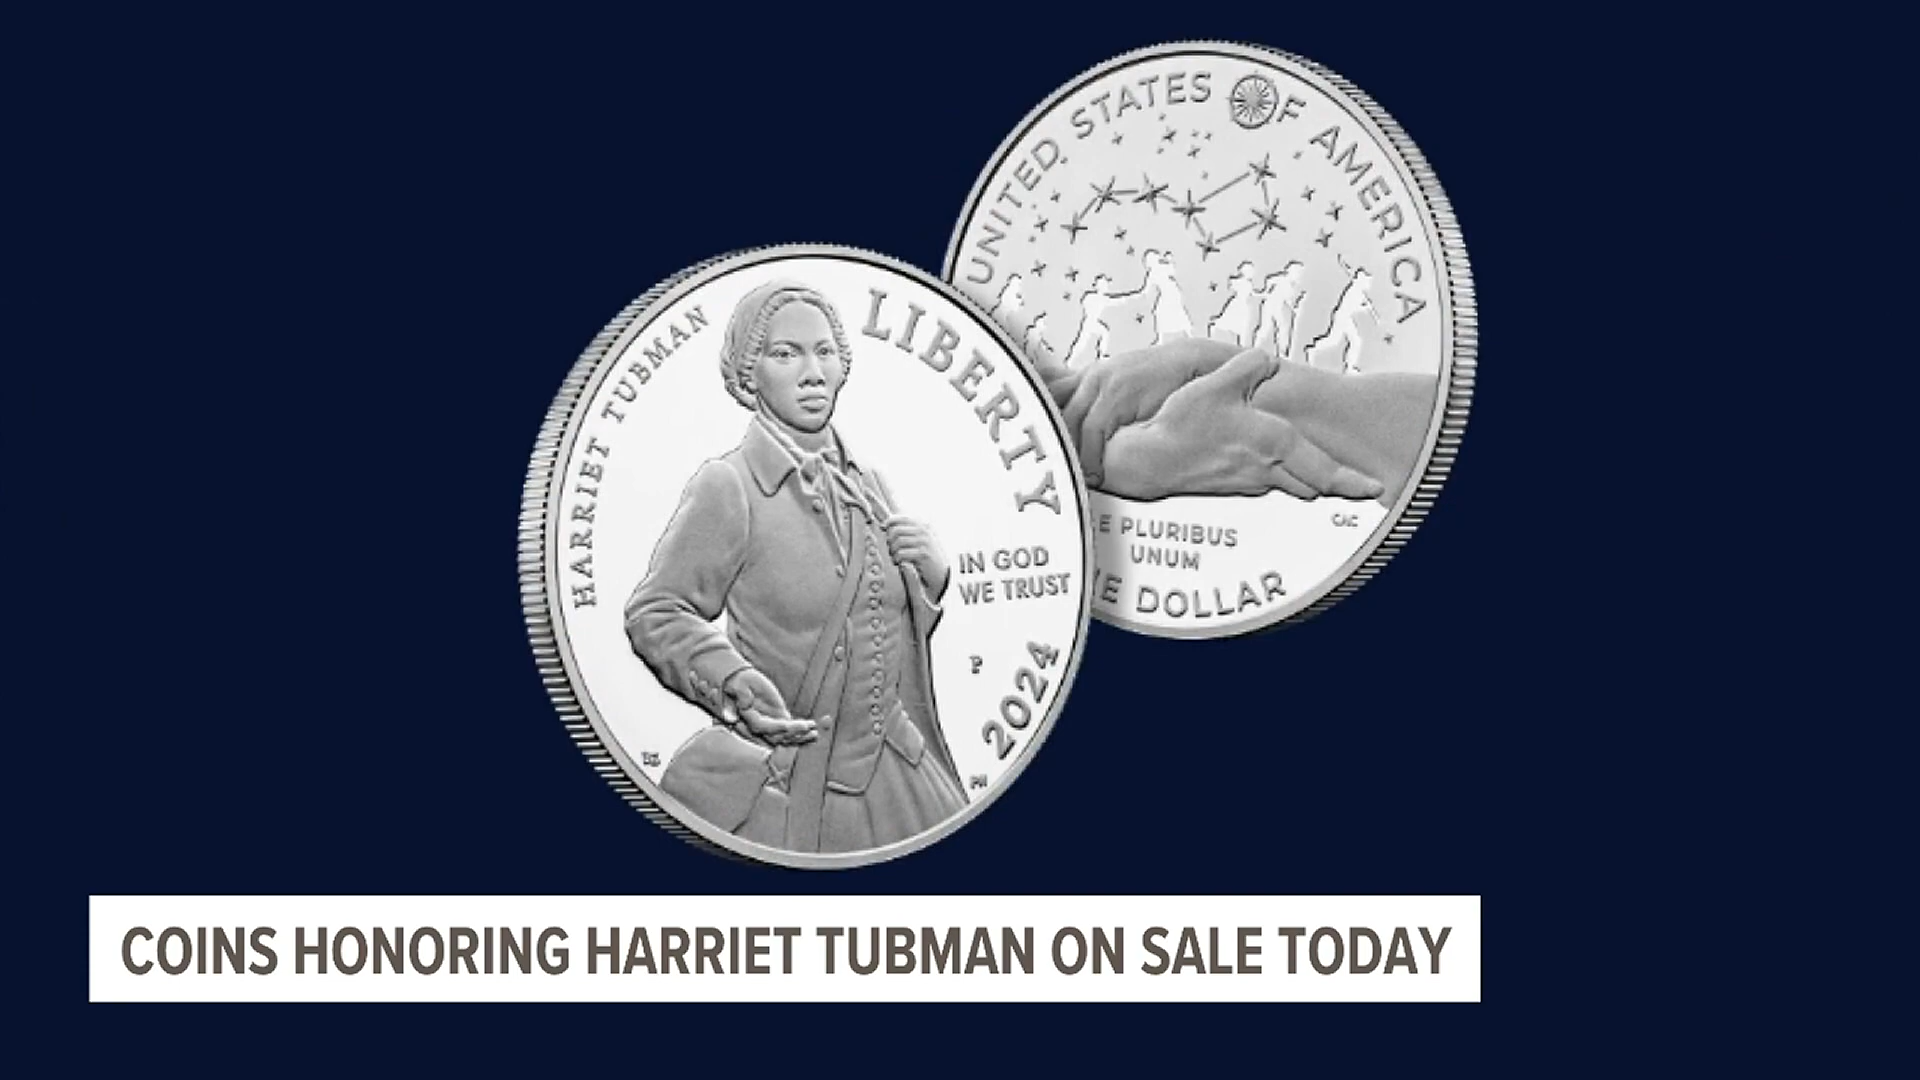 UNITED STATES OF AMERICA
HARRIET TUBMAN
LIBERTY
IN GOD
WE TRUST
P
2024
E PLURIBUS
UNUM
E DOLLAR
CAC
COINS HONORING HARRIET TUBMAN ON SALE TODAY